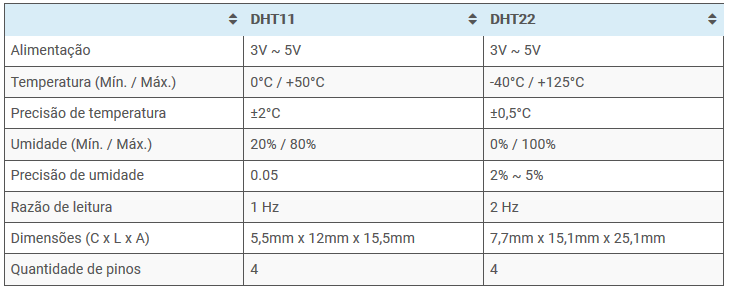 DHT11 DHT22
Alimentação 3V ~ 5V 3V ~ 5V
Temperatura (Mín. / Máx.) 0°C / +50°C -40°C / +125°C
Precisão de temperatura ±2°C ±0,5°C
Umidade (Mín. / Máx.) 20% / 80% 0% / 100%
Precisão de umidade 0.05 2% ~ 5%
Razão de leitura 1 Hz 2 Hz
Dimensões (C x L x A) 5,5mm x 12mm x 15,5mm 7,7mm x 15,1mm x 25,1mm
Quantidade de pinos 4 4